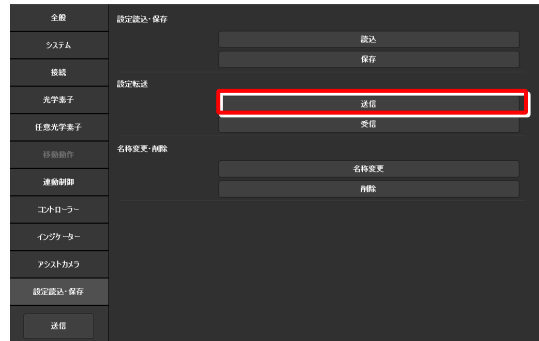 全般
システム
接続
光学素子
任意光学素子
移動動作
連動制御
コントローラー
インジケーター
アシストカメラ
設定読込・保存
送信
設定読込・保存
読込
保存
設定転送
送信
受信
名称変更・削除
名称変更
削除